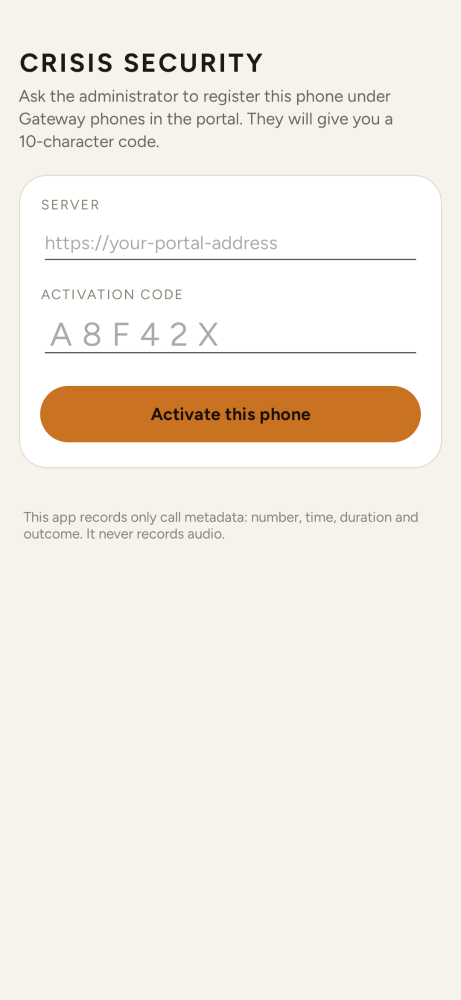 CRISIS SECURITY
Ask the administrator to register this phone under
Gateway phones in the portal. They will give you a
10-character code.
SERVER
https://your-portal-address
ACTIVATION CODE
A8F42X
Activate this phone
This app records only call metadata: number, time, duration and
outcome. It never records audio.